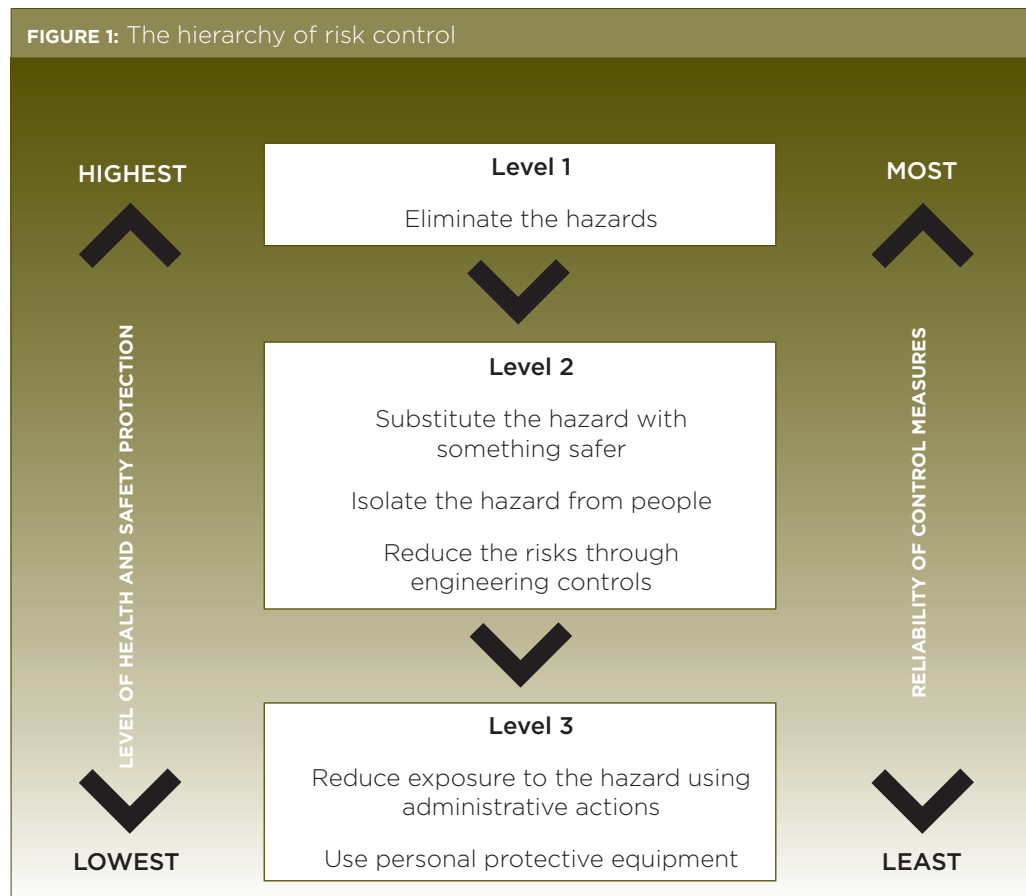 FIGURE 1: The hierarchy of risk control
HIGHEST
MOST
Level 1
Eliminate the hazards
LEVEL OF HEALTH AND SAFETY PROTECTION
RELIABILITY OF CONTROL MEASURES
Level 2
Substitute the hazard with
something safer
Isolate the hazard from people
Reduce the risks through
engineering controls
Level 3
Reduce exposure to the hazard using
administrative actions
Use personal protective equipment
LOWEST
LEAST